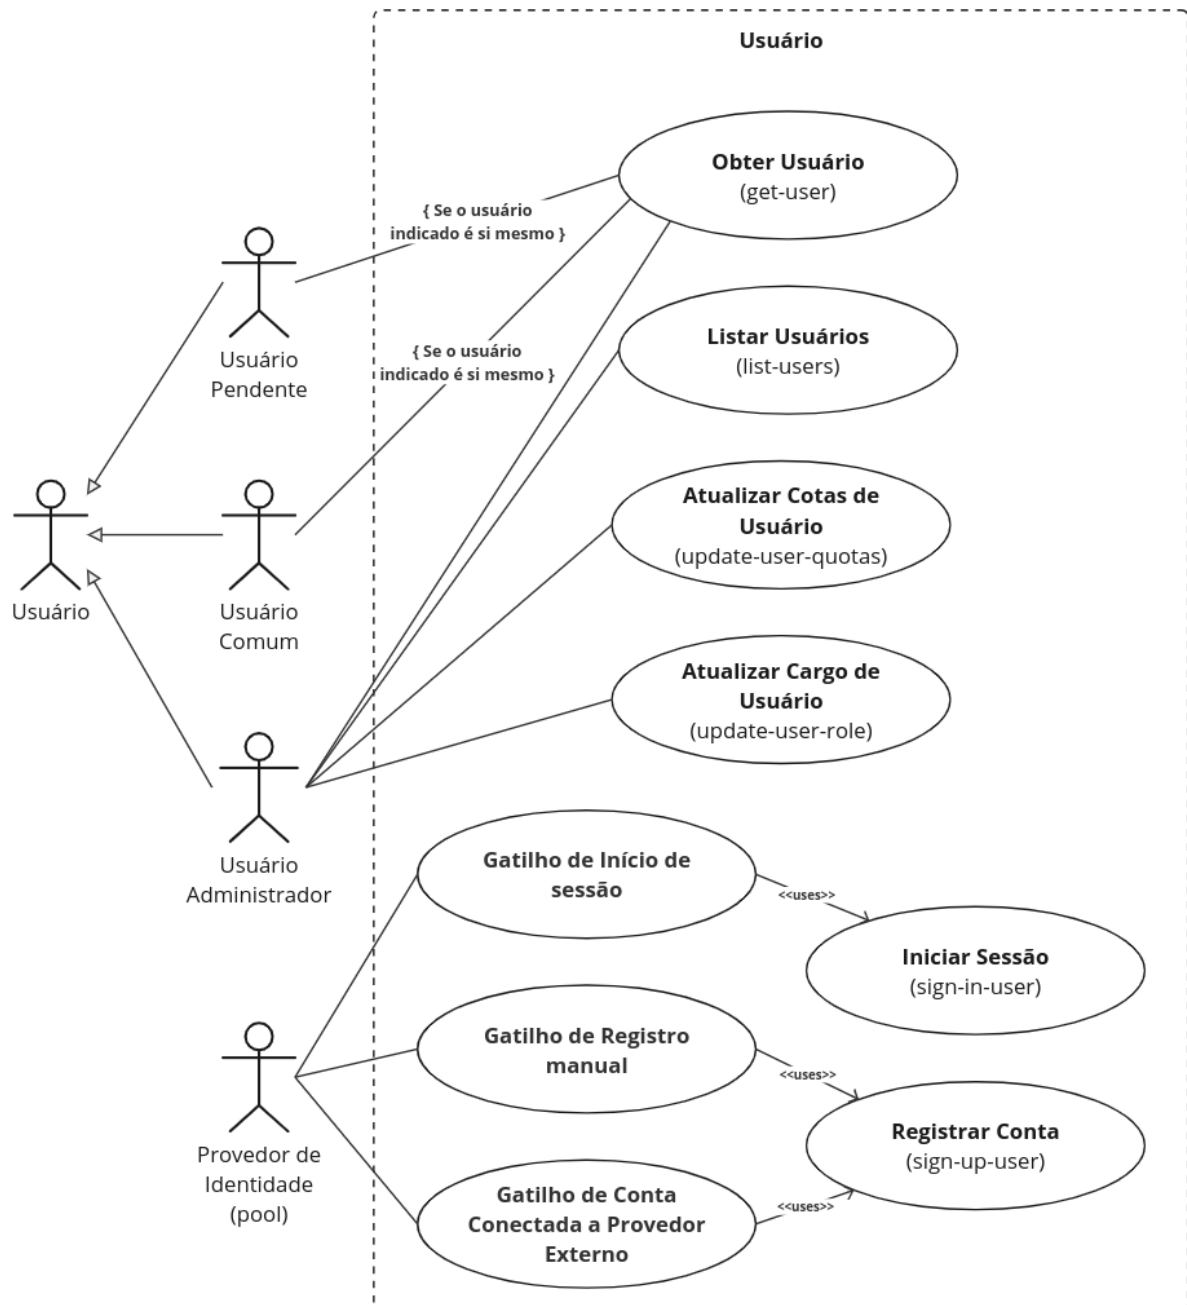 Usuário
Obter Usuário
(get-user)
{ Se o usuário
indicado é si mesmo }
Usuário
Pendente
Listar Usuários
(list-users)
{ Se o usuário
indicado é si mesmo }
Usuário
Usuário
Comum
Atualizar Cotas de
Usuário
(update-user-quotas)
Atualizar Cargo de
Usuário
(update-user-role)
Usuário
Administrador
Gatilho de Início de
sessão
<<uses>>
Iniciar Sessão
(sign-in-user)
Gatilho de Registro
manual
<<uses>>
Registrar Conta
(sign-up-user)
Provedor de
Identidade
(pool)
Gatilho de Conta
Conectada a Provedor
Externo
<<uses>>